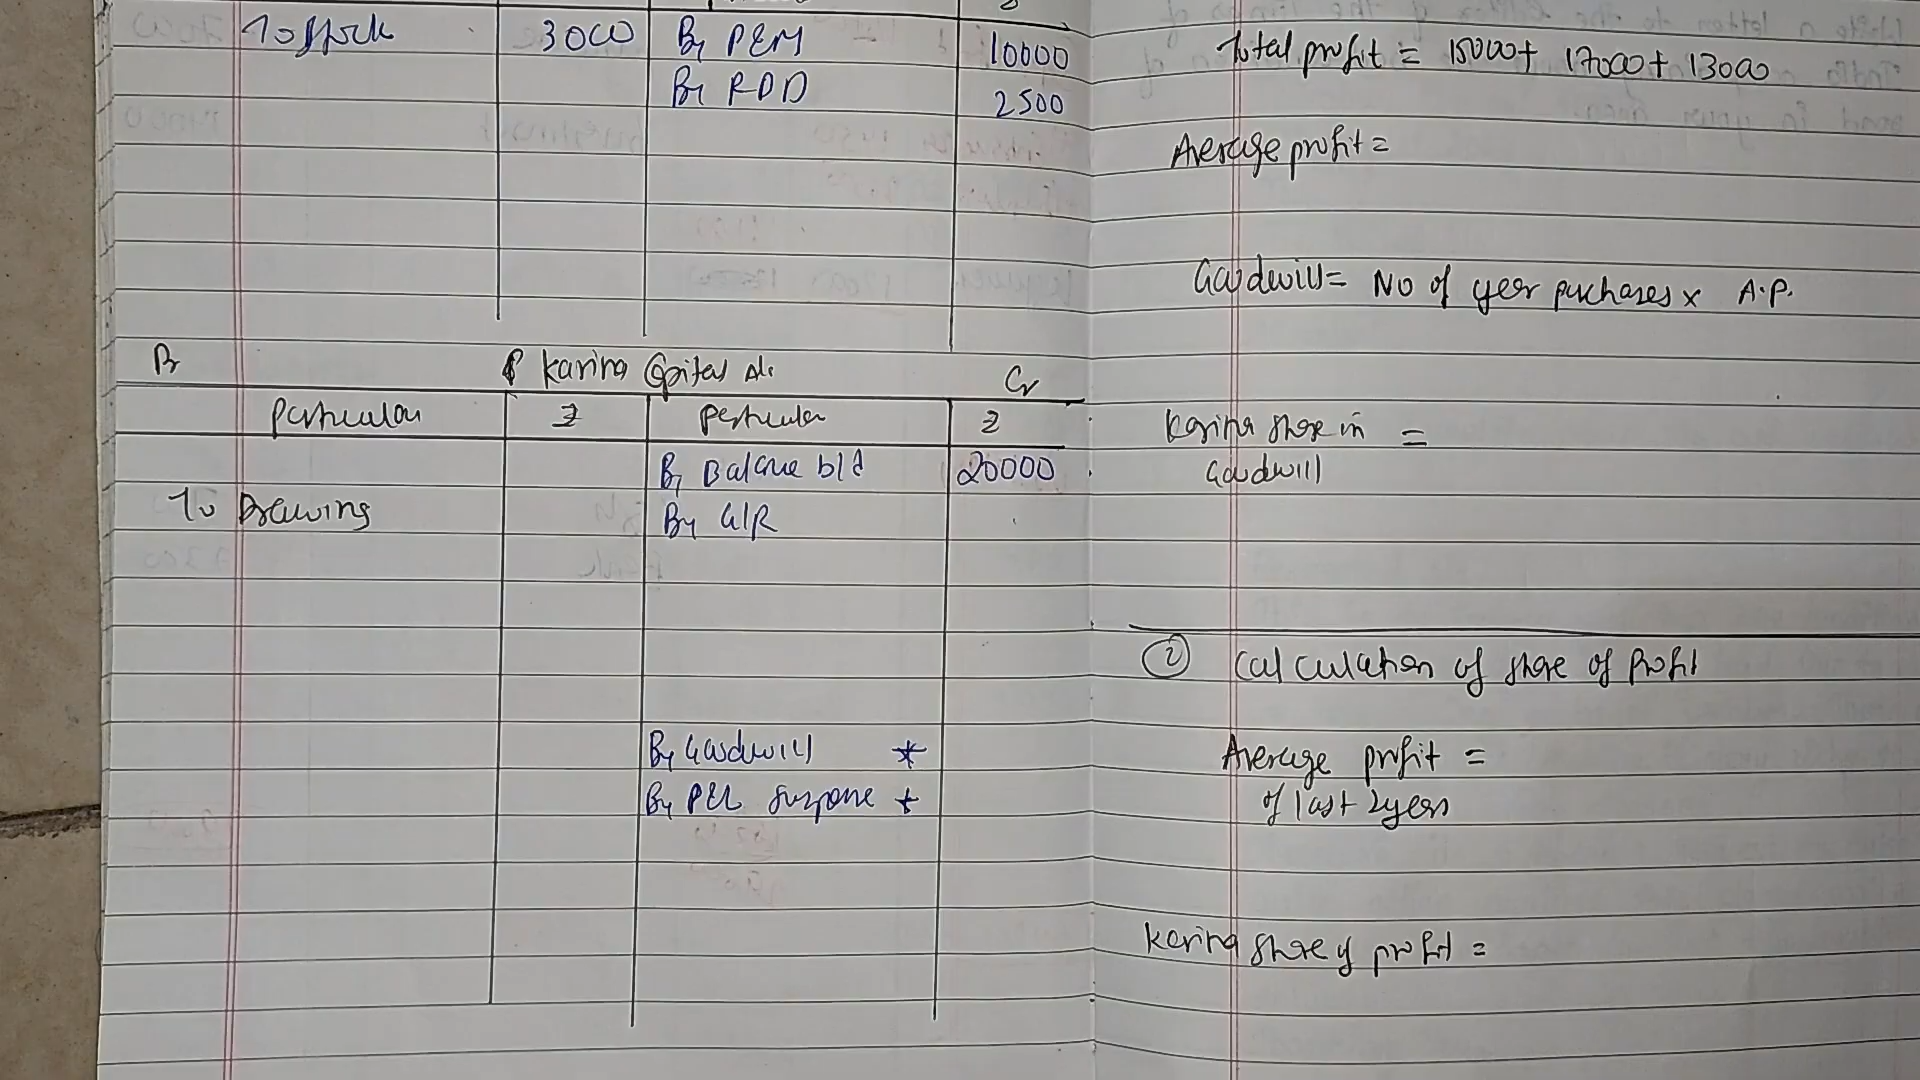 To stock 3000 By P&M 10000
By RDD 2500
Dr Karina Capital A/c Cr
Particular ₹ Particular ₹
By Balance b/d 20000
To Drawing By G/R
By Goodwill *
By P&L Suspense *
Total profit = 15000 + 17000 + 13000
Average profit =
Goodwill = No of year purchases x A.P.
Karina share in =
Goodwill
② Calculation of share of Profit
Average profit =
of last 2 years
Karina share of profit =